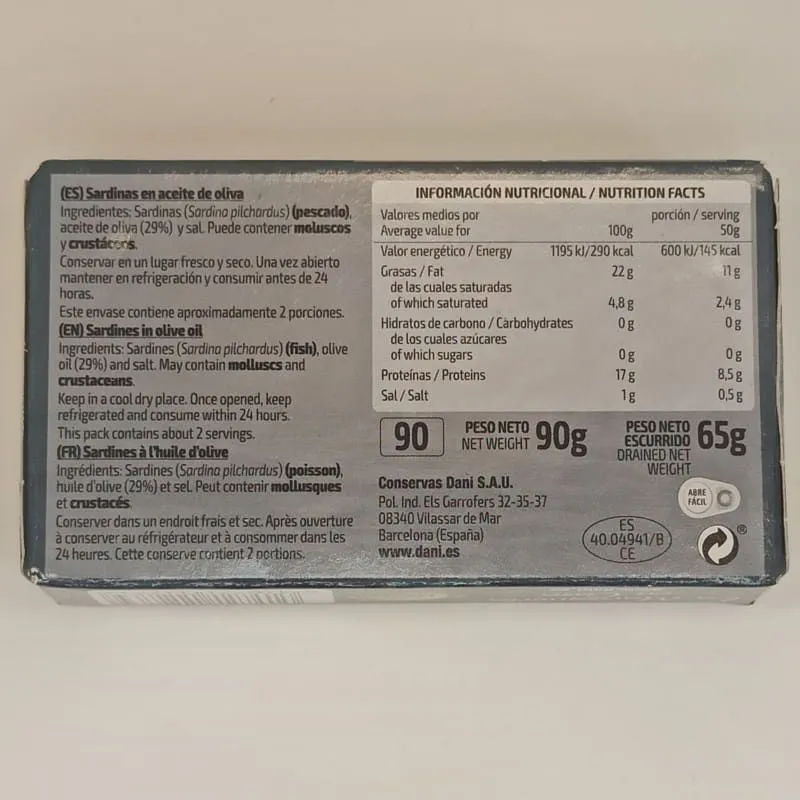 (ES) Sardinas en aceite de oliva
Ingredientes: Sardinas (Sardina pilchardus) (pescado),
aceite de oliva (29%) y sal. Puede contener moluscos
y crustáceos.
Conservar en un lugar fresco y seco. Una vez abierto
mantener en refrigeración y consumir antes de 24
horas.
Este envase contiene aproximadamente 2 porciones.
(EN) Sardines in olive oil
Ingredients: Sardines (Sardina pilchardus) (fish), olive
oil (29%) and salt. May contain molluscs and
crustaceans.
Keep in a cool dry place. Once opened, keep
refrigerated and consume within 24 hours.
This pack contains about 2 servings.
(FR) Sardines à l'huile d'olive
Ingrédients: Sardines (Sardina pilchardus) (poisson),
huile d'olive (29%) et sel. Peut contenir mollusques
et crustacés.
Conserver dans un endroit frais et sec. Après ouverture
à conserver au réfrigérateur et à consommer dans les
24 heures. Cette conserve contient 2 portions.
INFORMACIÓN NUTRICIONAL / NUTRITION FACTS
Valores medios por porción / serving
Average value for 100g 50g
Valor energético / Energy 1195 kJ/290 kcal 600 kJ/145 kcal
Grasas / Fat 22 g 11 g
de las cuales saturadas
of which saturated 4,8 g 2,4 g
Hidratos de carbono / Carbohydrates 0 g 0 g
de los cuales azúcares
of which sugars 0 g 0 g
Proteínas / Proteins 17 g 8,5 g
Sal / Salt 1 g 0,5 g
90
PESO NETO
NET WEIGHT 90g
PESO NETO
ESCURRIDO
DRAINED NET
WEIGHT
65g
Conservas Dani S.A.U.
Pol. Ind. Els Garrofers 32-35-37
08340 Vilassar de Mar
Barcelona (España)
www.dani.es
ABRE
FÁCIL
ES
40.04941/B
CE
®